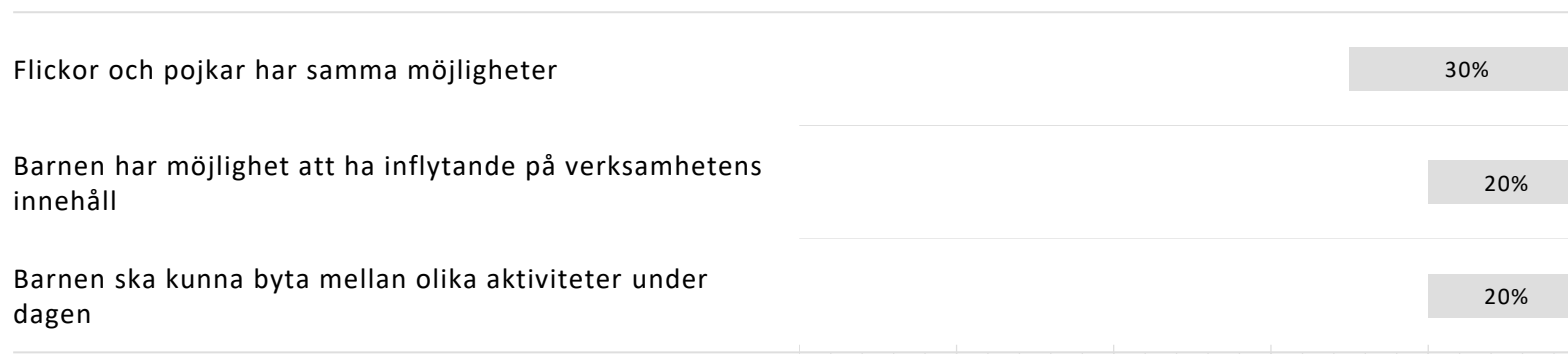 Flickor och pojkar har samma möjligheter
30%
Barnen har möjlighet att ha inflytande på verksamhetens
innehåll
20%
Barnen ska kunna byta mellan olika aktiviteter under
dagen
20%